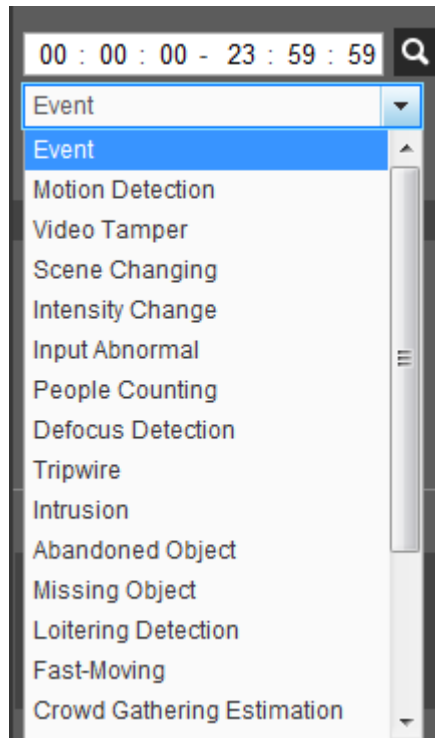 00 : 00 : 00 - 23 : 59 : 59
Event
Event
Motion Detection
Video Tamper
Scene Changing
Intensity Change
Input Abnormal
People Counting
Defocus Detection
Tripwire
Intrusion
Abandoned Object
Missing Object
Loitering Detection
Fast-Moving
Crowd Gathering Estimation